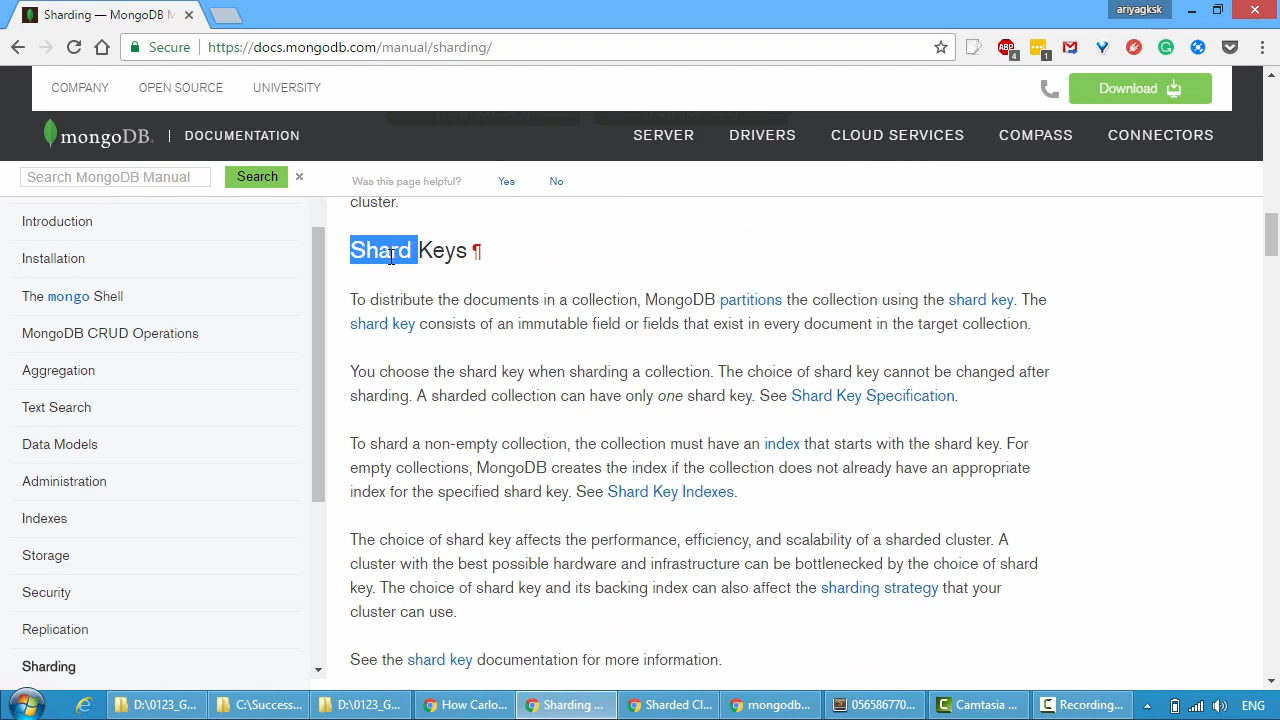 Sharding — MongoDB M
ariyagksk
Secure https://docs.mongodb.com/manual/sharding/
ABP 4 1
COMPANY OPEN SOURCE UNIVERSITY Download
mongoDB. DOCUMENTATION SERVER DRIVERS CLOUD SERVICES COMPASS CONNECTORS
Search MongoDB Manual Search × Was this page helpful? Yes No
cluster.
Introduction
Installation
The mongo Shell
MongoDB CRUD Operations
Aggregation
Text Search
Data Models
Administration
Indexes
Storage
Security
Replication
Sharding
Shard Keys ¶
To distribute the documents in a collection, MongoDB partitions the collection using the shard key. The
shard key consists of an immutable field or fields that exist in every document in the target collection.
You choose the shard key when sharding a collection. The choice of shard key cannot be changed after
sharding. A sharded collection can have only one shard key. See Shard Key Specification.
To shard a non-empty collection, the collection must have an index that starts with the shard key. For
empty collections, MongoDB creates the index if the collection does not already have an appropriate
index for the specified shard key. See Shard Key Indexes.
The choice of shard key affects the performance, efficiency, and scalability of a sharded cluster. A
cluster with the best possible hardware and infrastructure can be bottlenecked by the choice of shard
key. The choice of shard key and its backing index can also affect the sharding strategy that your
cluster can use.
See the shard key documentation for more information.
D:\0123_G... C:\Success... D:\0123_G... How Carlo... Sharding ... Sharded Cl... mongodb... 056586770... Camtasia ... Recording... ENG